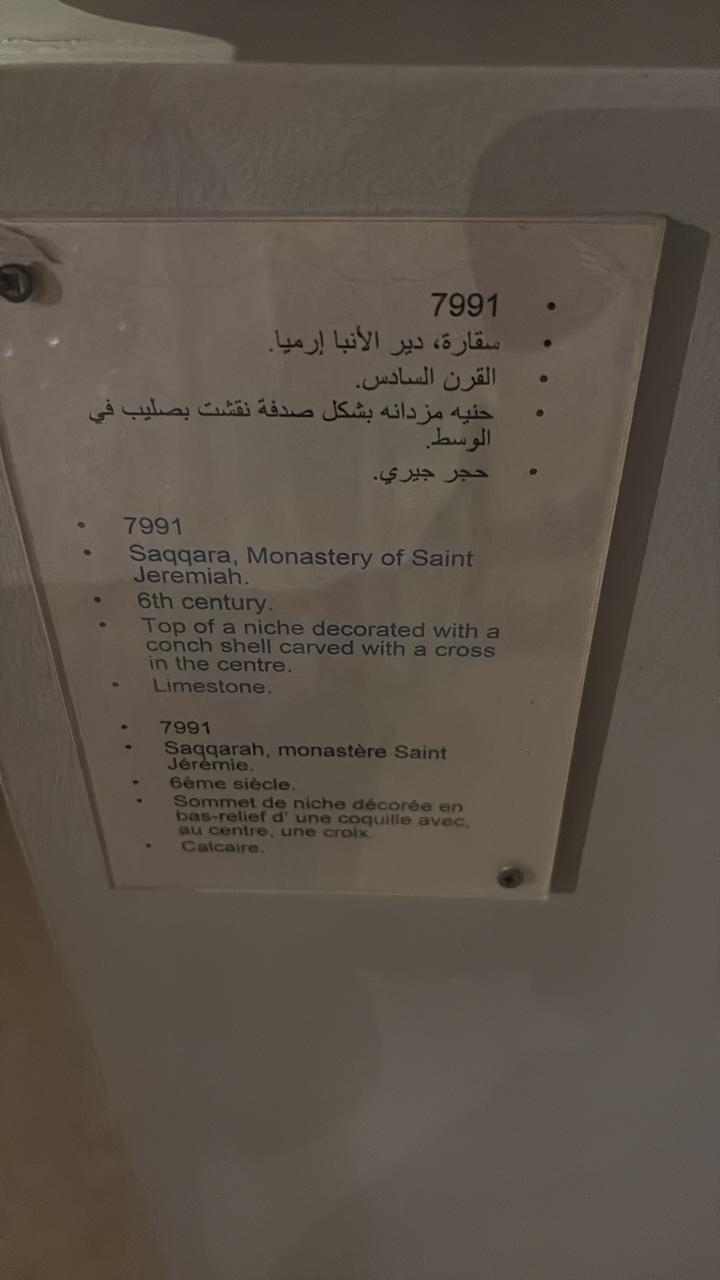 7991
سقارة، دير الأنبا إرميا.
القرن السادس.
حنيه مزدانه بشكل صدفة نقشت بصليب في
الوسط.
حجر جيري.
7991
Saqqara, Monastery of Saint
Jeremiah.
6th century.
Top of a niche decorated with a
conch shell carved with a cross
in the centre.
Limestone.
7991
Saqqarah, monastère Saint
Jérémie.
6ème siècle.
Sommet de niche décorée en
bas-relief d' une coquille avec,
au centre, une croix.
Calcaire.